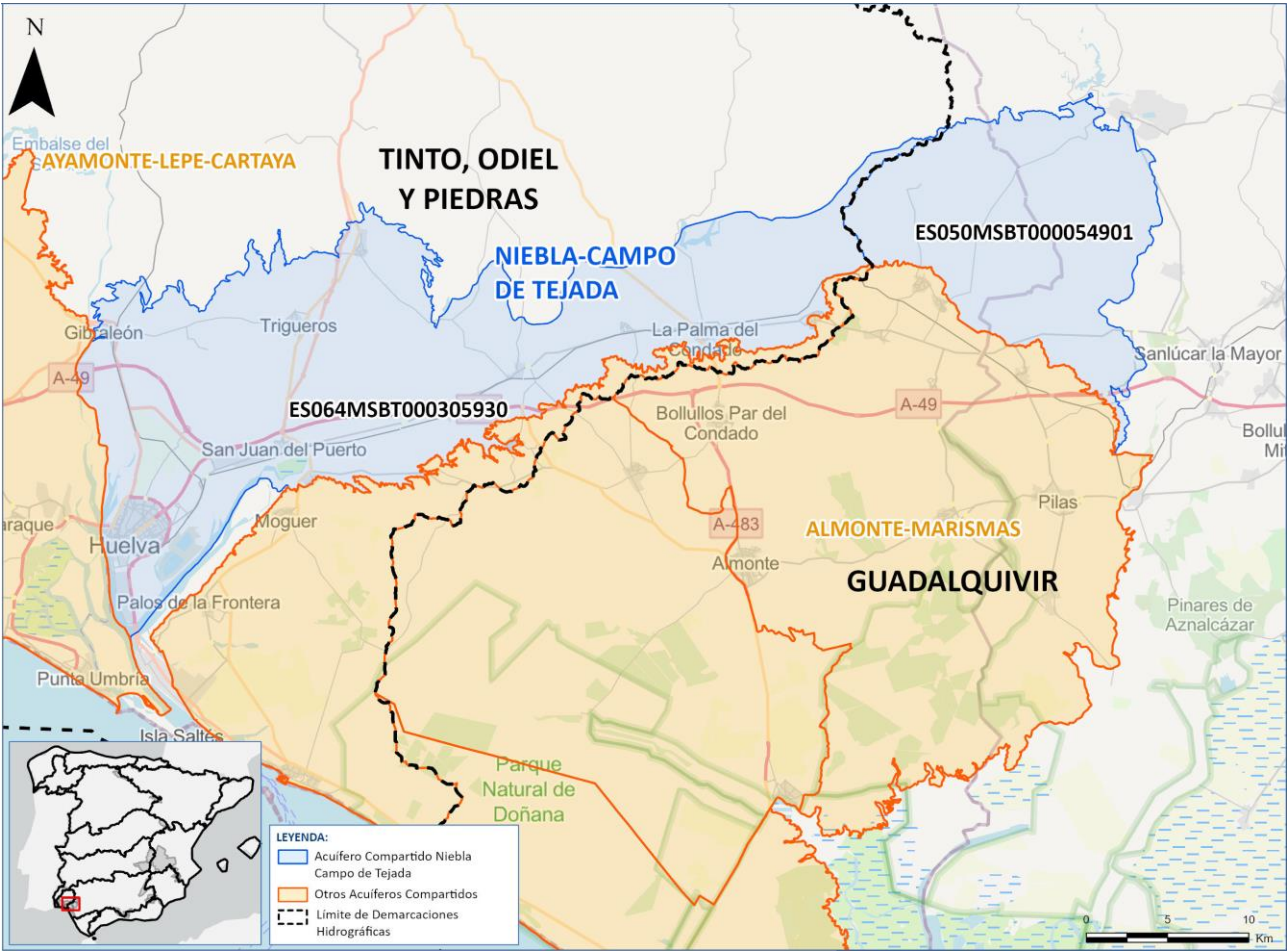 N
Embalse del
AYAMONTE-LEPE-CARTAYA
TINTO, ODIEL
Y PIEDRAS
ES050MSBT000054901
NIEBLA-CAMPO
DE TEJADA
Gibraleón
Trigueros
La Palma del
Condado
Sanlúcar la Mayor
A-49
ES064MSBT000305930
A-49
Bollullos Par del
Condado
San Juan del Puerto
Bollul
Mi
Pilas
Moguer
A-483
ALMONTE-MARISMAS
araque
Huelva
Almonte
GUADALQUIVIR
Palos de la Frontera
Pinares de
Aznalcázar
Punta Umbría
Isla Saltés
Parque
Natural de
Doñana
LEYENDA:
Acuífero Compartido Niebla
Campo de Tejada
Otros Acuíferos Compartidos
Límite de Demarcaciones
Hidrográficas
0 5 10
Km